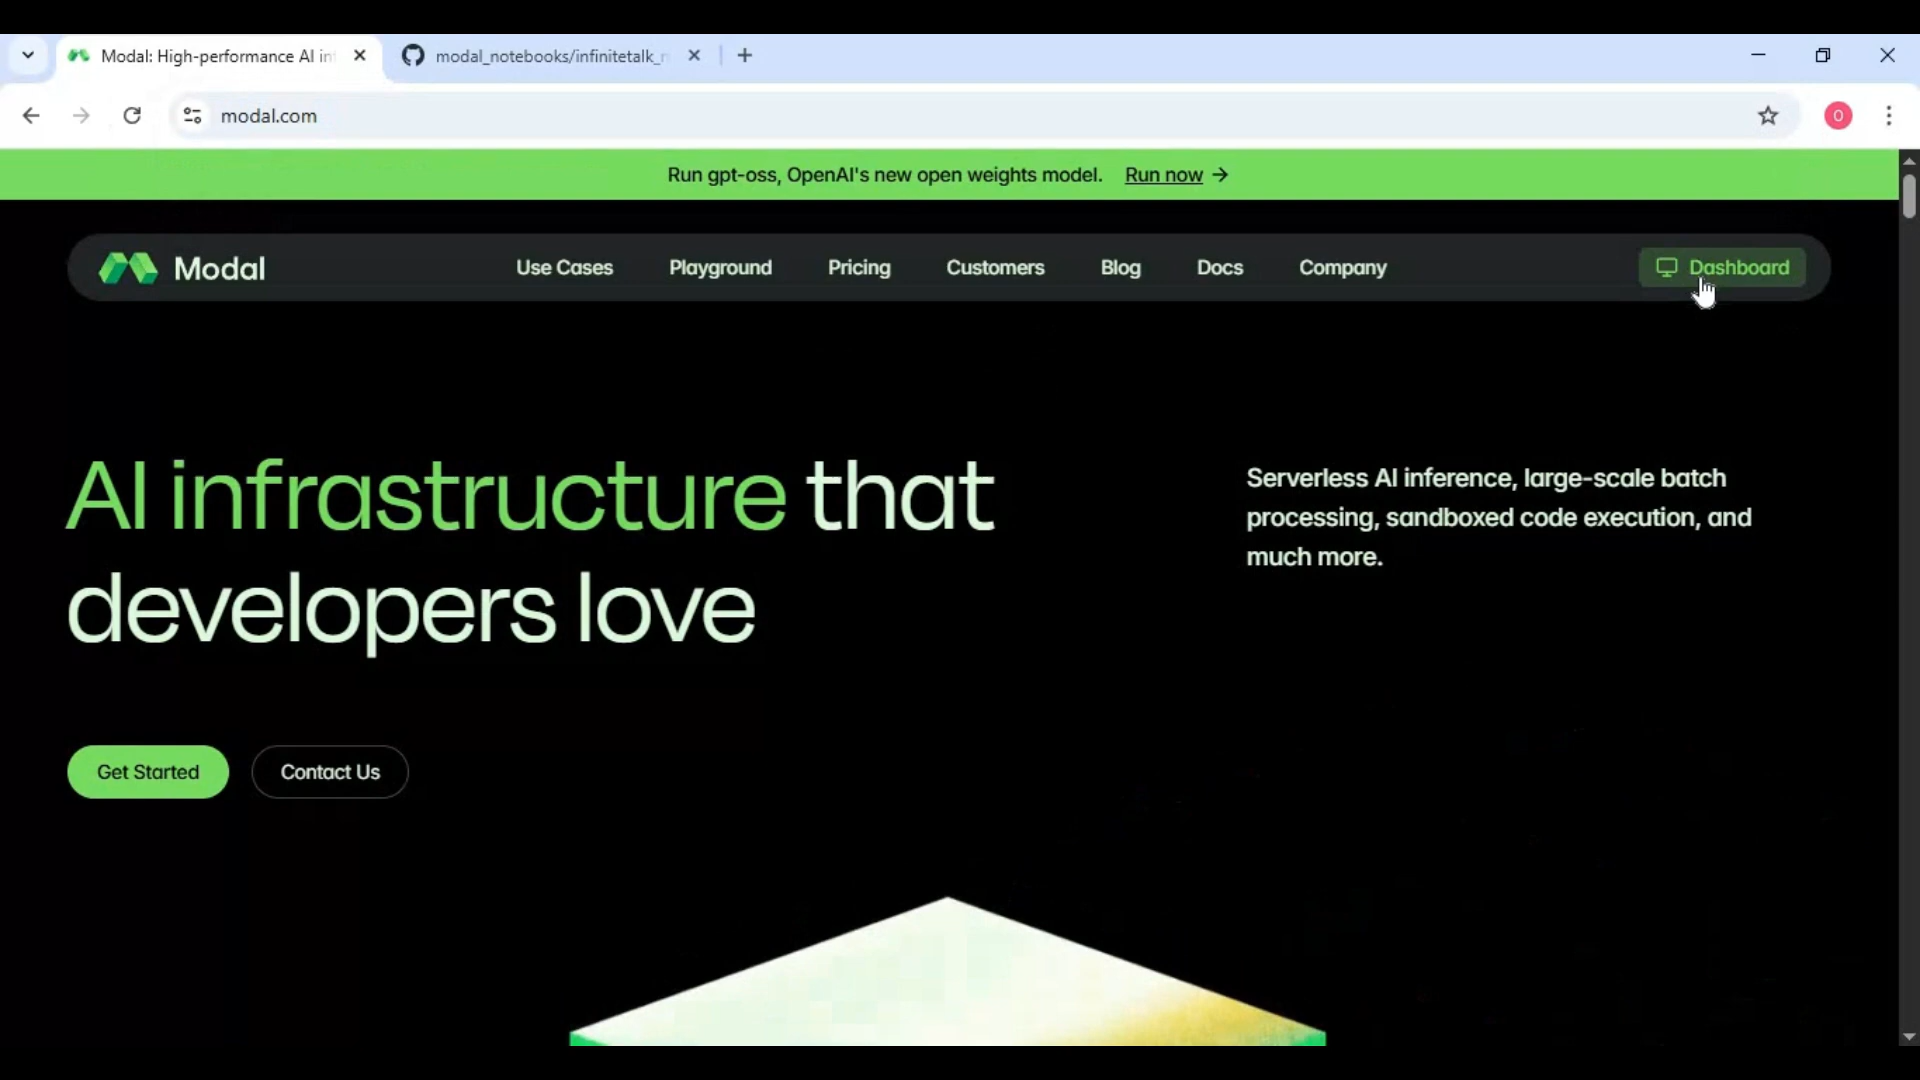 Modal: High-performance AI in
modal_notebooks/infinitetalk_
modal.com
O
Run gpt-oss, OpenAI's new open weights model. Run now →
Modal
Use Cases
Playground
Pricing
Customers
Blog
Docs
Company
Dashboard
AI infrastructure that
developers love
Serverless AI inference, large-scale batch
processing, sandboxed code execution, and
much more.
Get Started
Contact Us